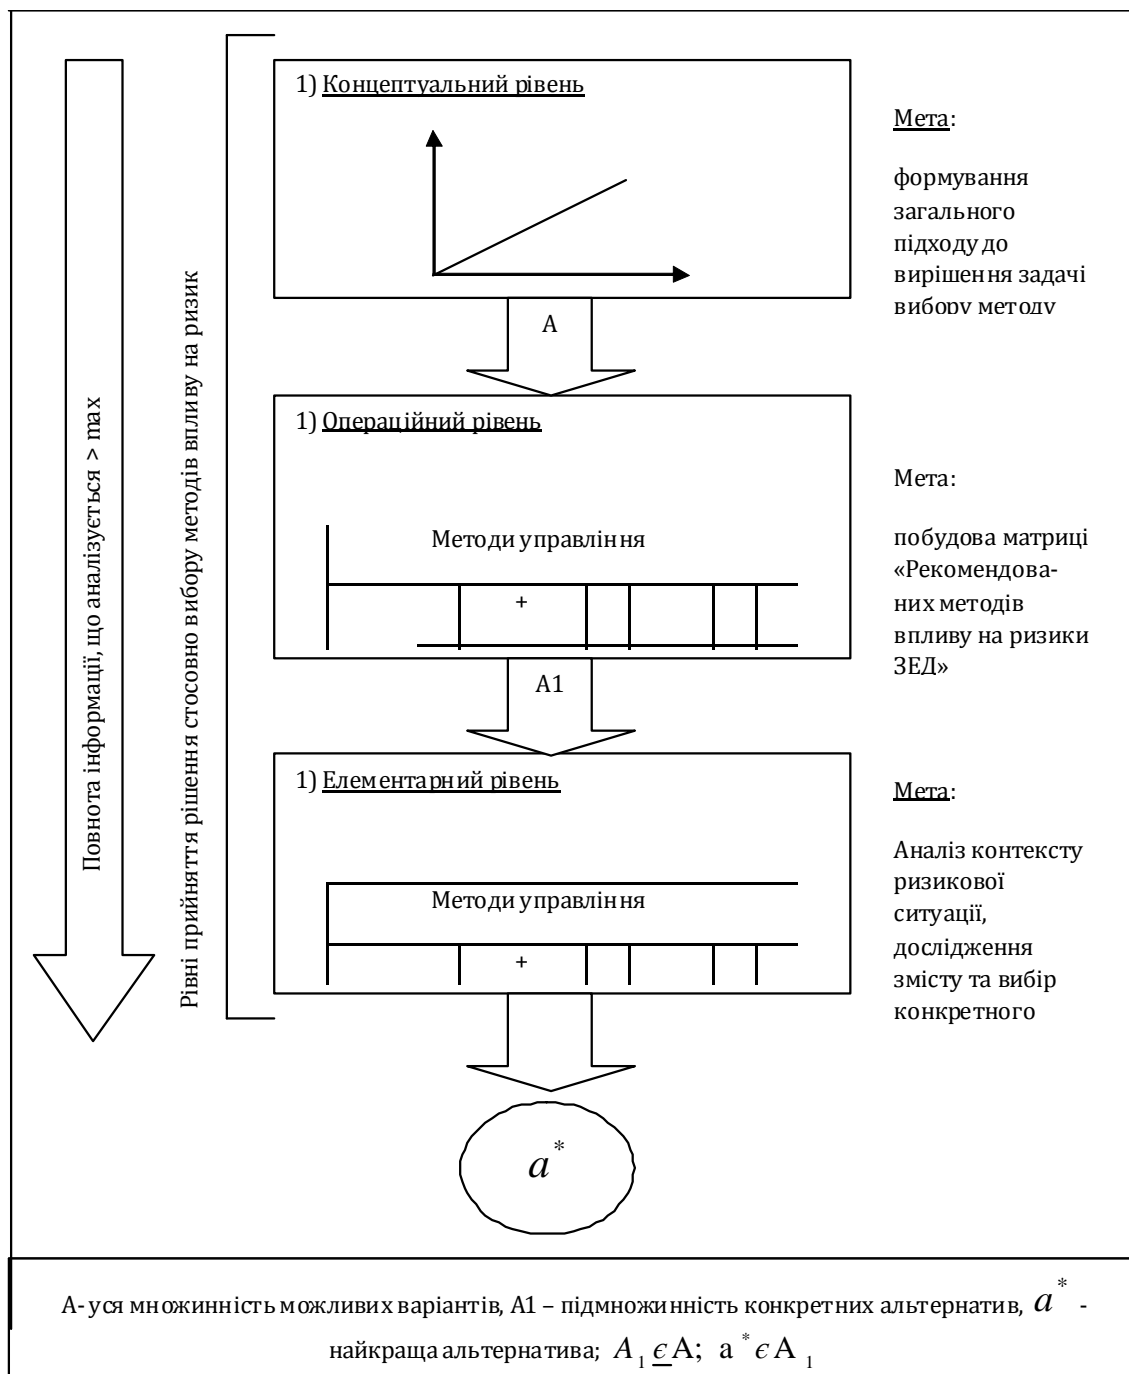 1) Концептуальний рівень
Мета:
формування
загального
підходу до
вирішення задачі
вибору методу
А
1) Операційний рівень
Методи управління
+
Мета:
побудова матриці
«Рекомендова-
них методів
впливу на ризики
ЗЕД»
А1
1) Елементарний рівень
Методи управління
+
Мета:
Аналіз контексту
ризикової
ситуації,
дослідження
змісту та вибір
конкретного
Повнота інформації, що аналізується > max
Рівні прийняття рішення стосовно вибору методів впливу на ризик
a*
А- уся множинність можливих варіантів, А1 – підмножинність конкретних альтернатив, a* -
найкраща альтернатива; A₁ є А; a* є А₁